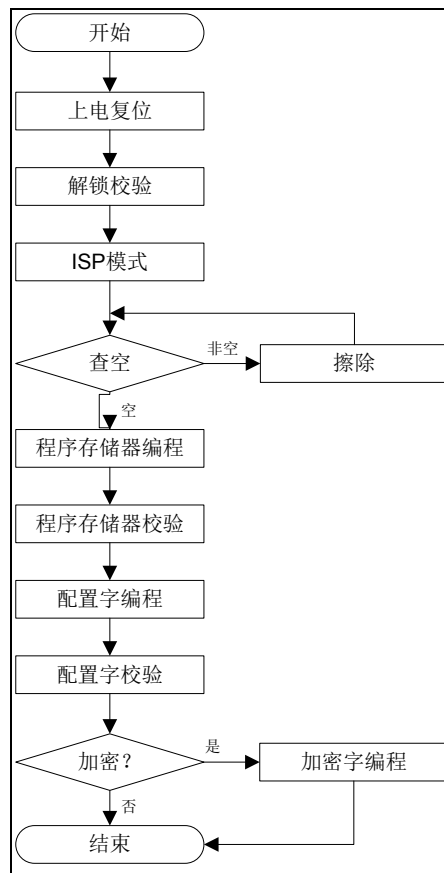 开始
上电复位
解锁校验
ISP模式
查空
非空
擦除
空
程序存储器编程
程序存储器校验
配置字编程
配置字校验
加密？
是
加密字编程
否
结束